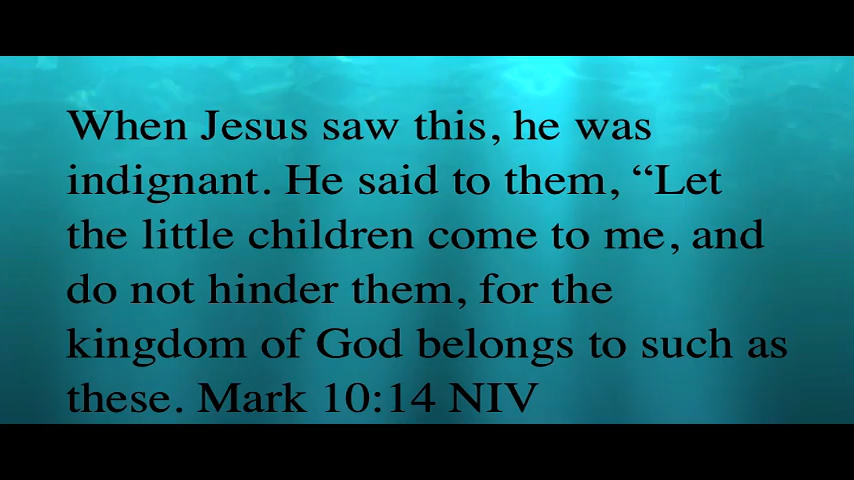 When Jesus saw this, he was
indignant. He said to them, “Let
the little children come to me, and
do not hinder them, for the
kingdom of God belongs to such as
these. Mark 10:14 NIV